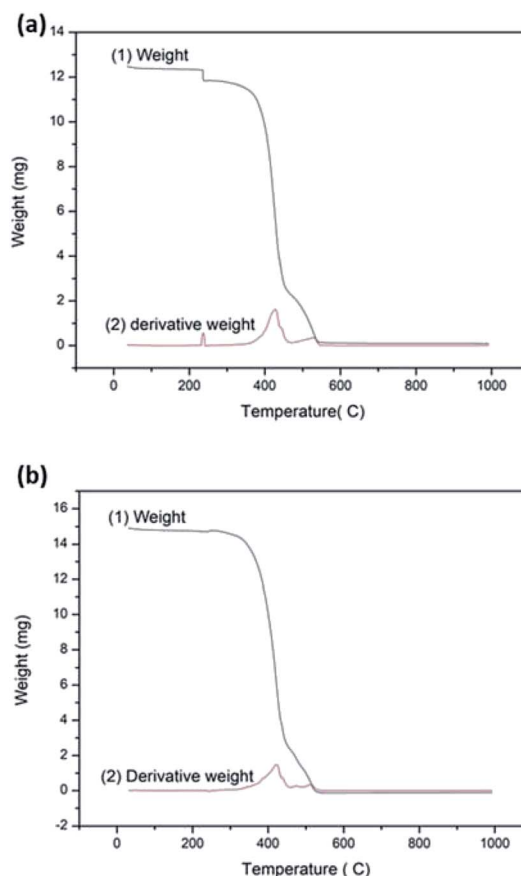 (a)
14
(1) Weight
12
10
8
Weight (mg)
6
4
2
(2) derivative weight
0
0 200 400 600 800 1000
Temperature( C)
(b)
16
(1) Weight
14
12
10
8
Weight (mg)
6
4
2
(2) Derivative weight
0
-2
0 200 400 600 800 1000
Temperature ( C)